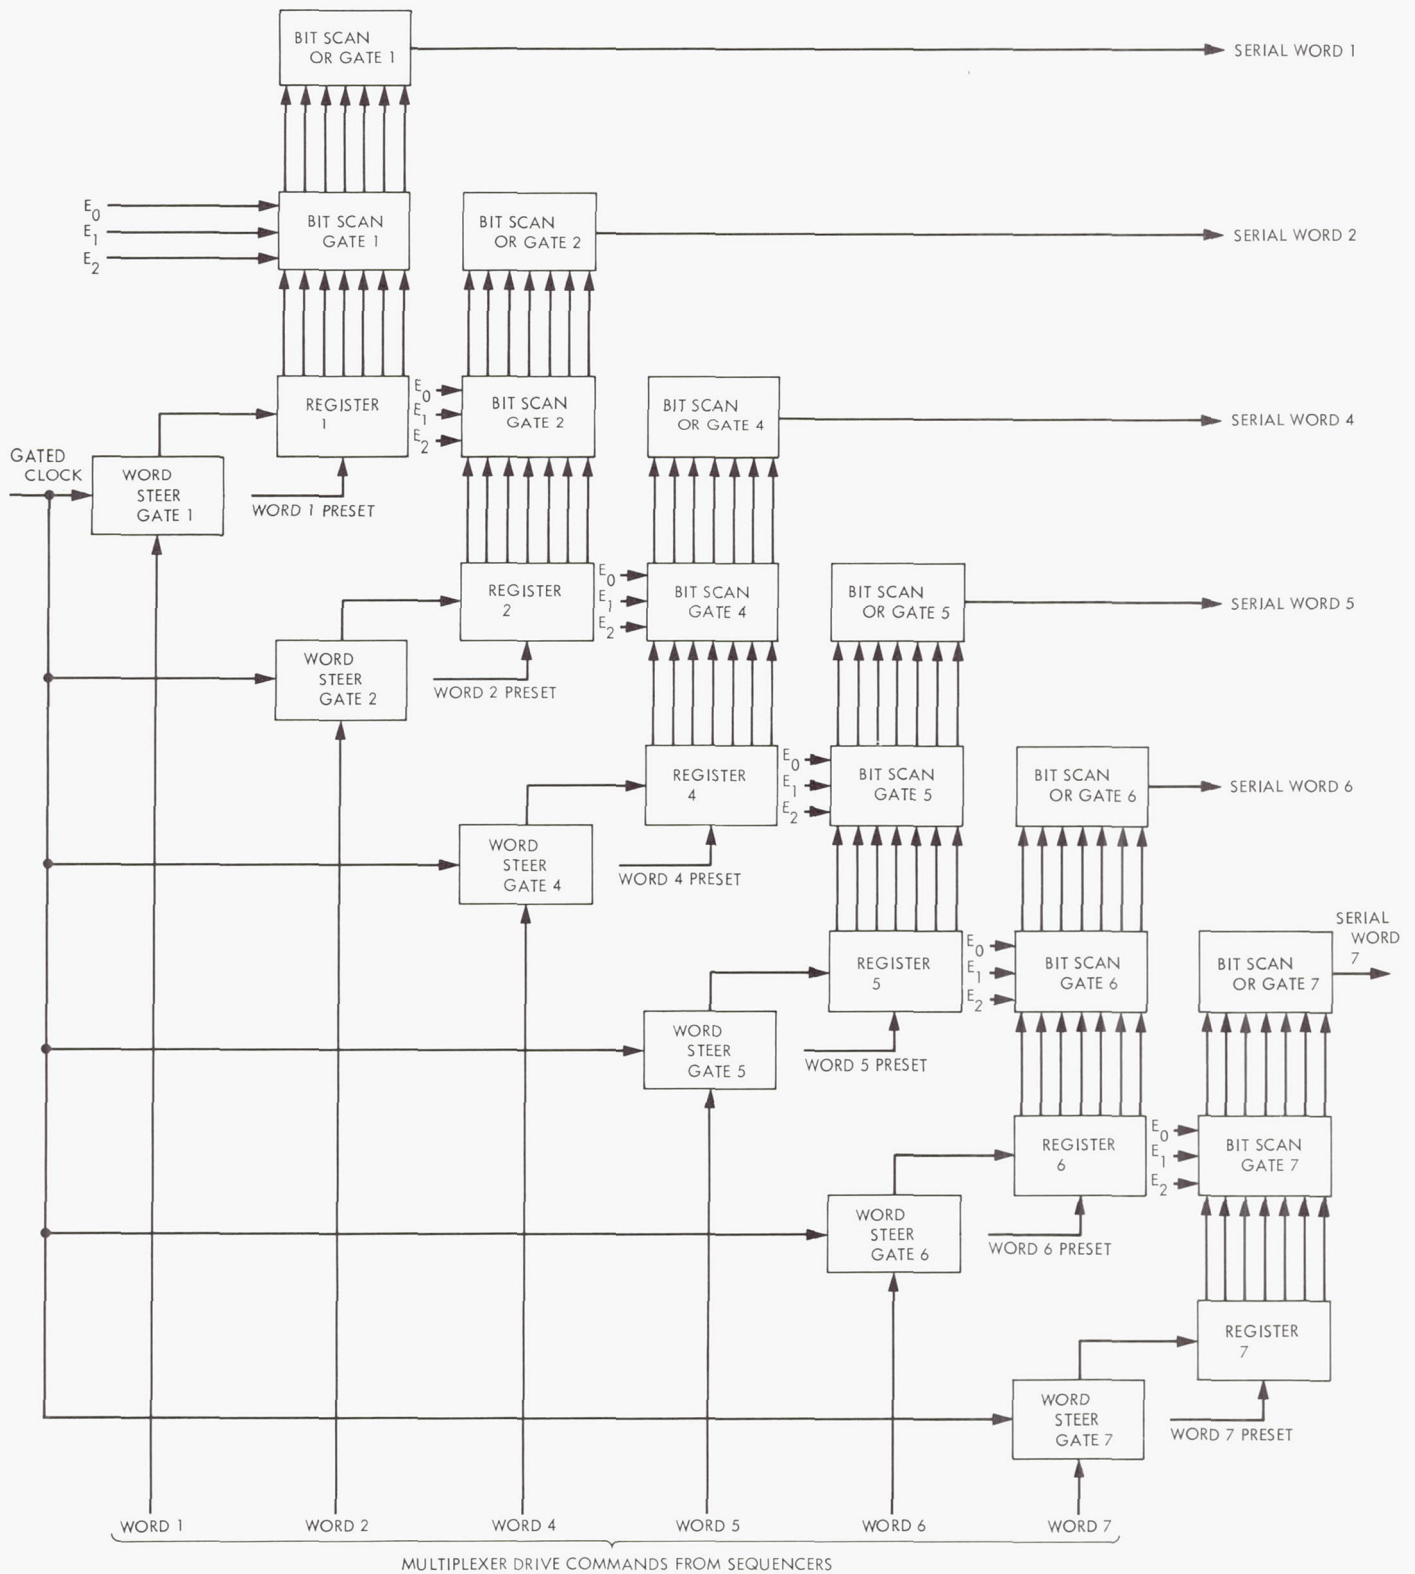 BIT SCAN
OR GATE 1
SERIAL WORD 1
E0
E1
E2
BIT SCAN
GATE 1
BIT SCAN
OR GATE 2
SERIAL WORD 2
REGISTER
1
E0
E1
E2
BIT SCAN
GATE 2
BIT SCAN
OR GATE 4
SERIAL WORD 4
GATED
CLOCK
WORD
STEER
GATE 1
WORD 1 PRESET
REGISTER
2
E0
E1
E2
BIT SCAN
GATE 4
BIT SCAN
OR GATE 5
SERIAL WORD 5
WORD
STEER
GATE 2
WORD 2 PRESET
REGISTER
4
E0
E1
E2
BIT SCAN
GATE 5
BIT SCAN
OR GATE 6
SERIAL WORD 6
WORD
STEER
GATE 4
WORD 4 PRESET
REGISTER
5
E0
E1
E2
BIT SCAN
GATE 6
BIT SCAN
OR GATE 7
SERIAL
WORD
7
WORD
STEER
GATE 5
WORD 5 PRESET
REGISTER
6
E0
E1
E2
BIT SCAN
GATE 7
WORD
STEER
GATE 6
WORD 6 PRESET
REGISTER
7
WORD
STEER
GATE 7
WORD 7 PRESET
WORD 1
WORD 2
WORD 4
WORD 5
WORD 6
WORD 7
MULTIPLEXER DRIVE COMMANDS FROM SEQUENCERS